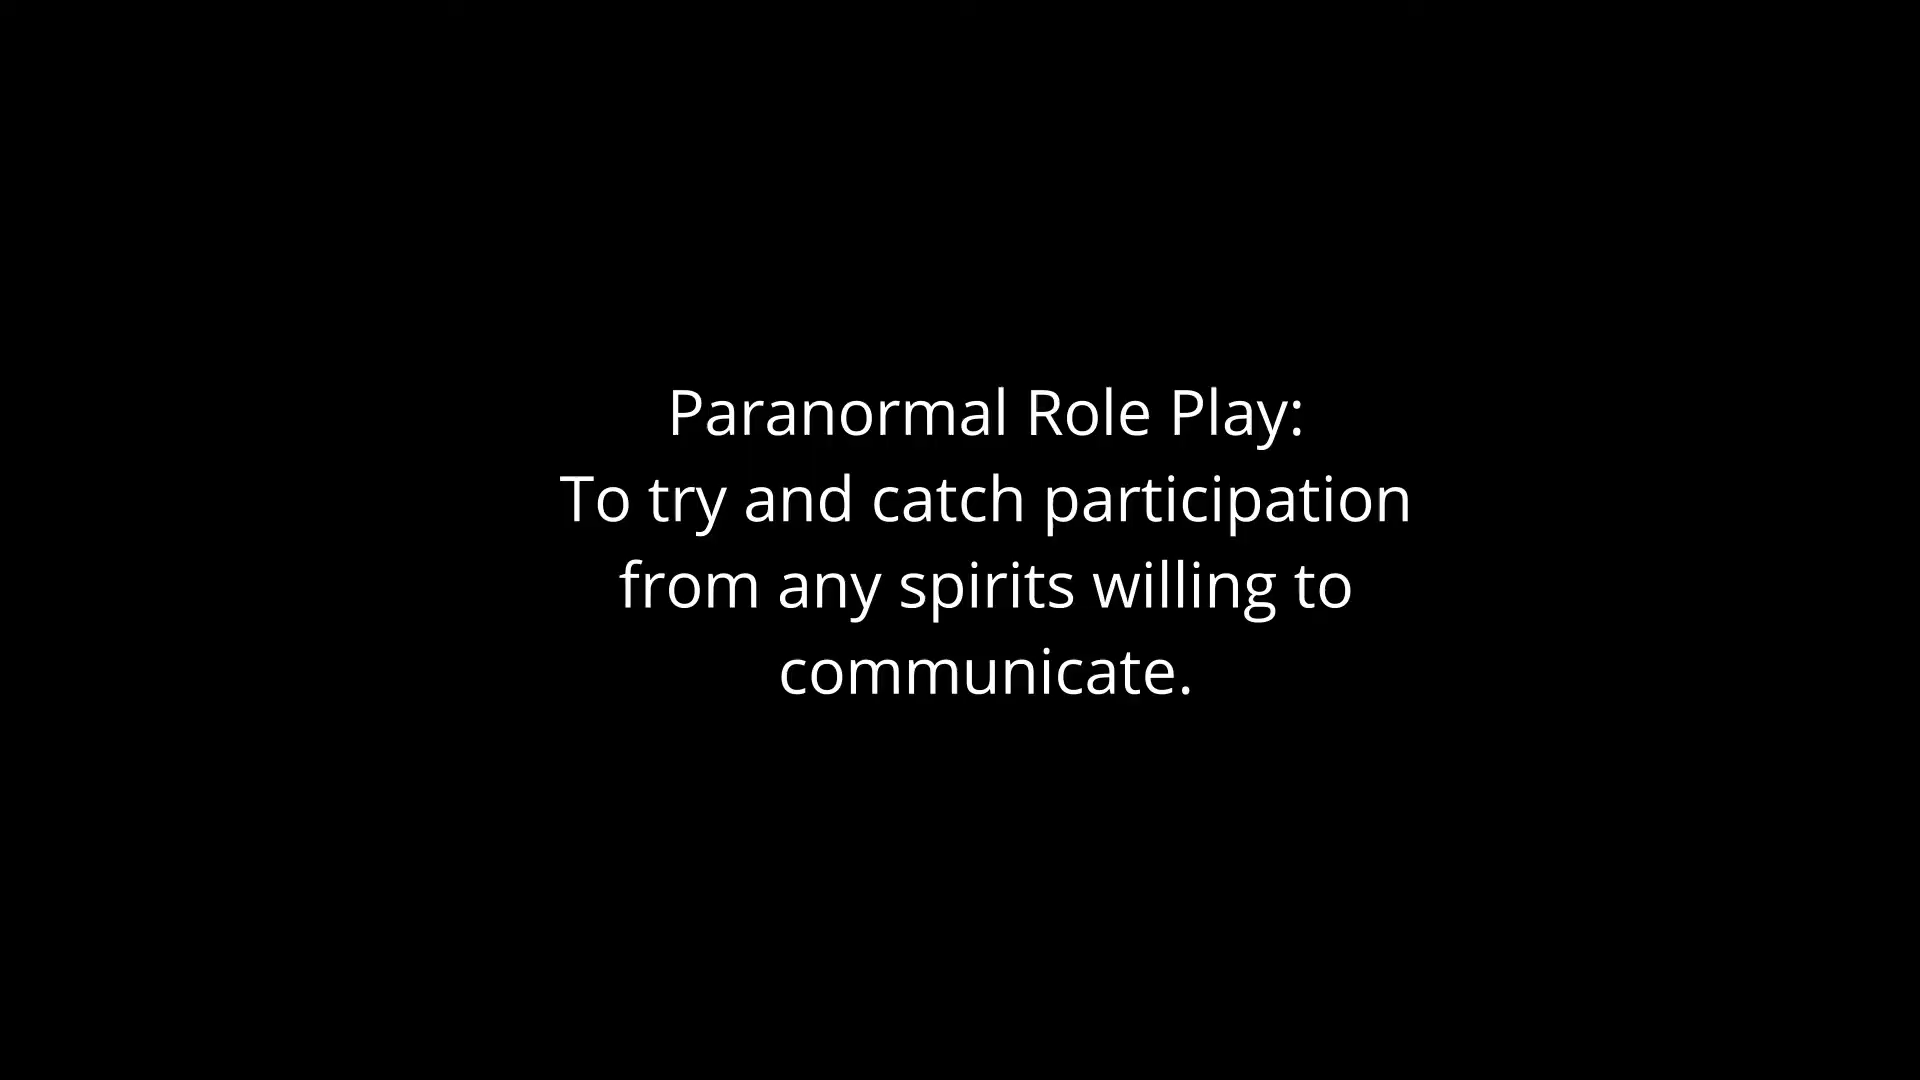 Paranormal Role Play:
To try and catch participation
from any spirits willing to
communicate.